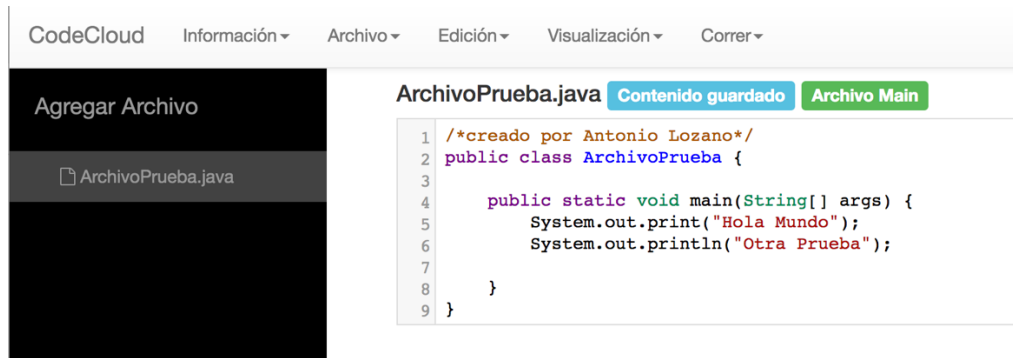 CodeCloud Información Archivo Edición Visualización Correr
Agregar Archivo
ArchivoPrueba.java
ArchivoPrueba.java Contenido guardado Archivo Main
1 /*creado por Antonio Lozano*/
2 public class ArchivoPrueba {
3
4 public static void main(String[] args) {
5 System.out.print("Hola Mundo");
6 System.out.println("Otra Prueba");
7
8 }
9 }